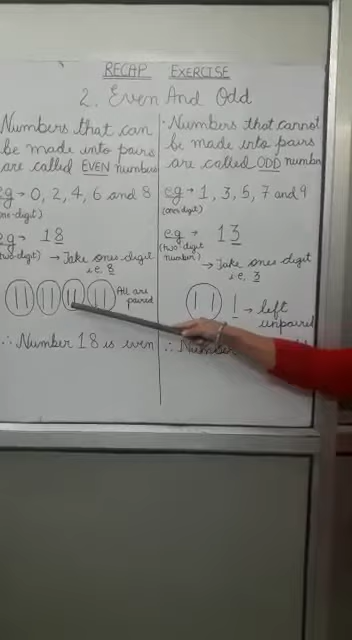 RECAP EXERCISE
2. Even And Odd
Numbers that can
be made into pairs
are called EVEN numbers
eg → 0, 2, 4, 6 and 8
(one-digit)
eg → 18
(two-digit) → Take ones digit
i.e. 8
All are
paired
∴ Number 18 is even
· Numbers that cannot
be made into pairs
are called ODD number
eg → 1, 3, 5, 7 and 9
(one digit)
eg → 13
(two-digit
number) → Take ones digit
i.e. 3
→ left
unpaired
∴ Number